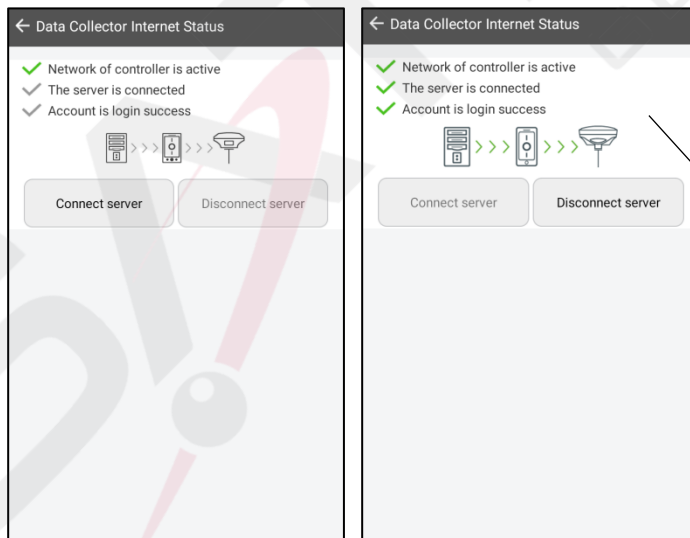 Data Collector Internet Status
Network of controller is active
The server is connected
Account is login success
Connect server
Disconnect server
Data Collector Internet Status
Network of controller is active
The server is connected
Account is login success
Connect server
Disconnect server